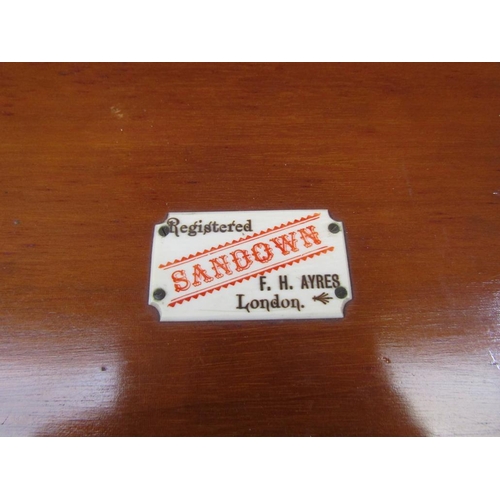 Registered
SANDOWN
F. H. AYRES
London.